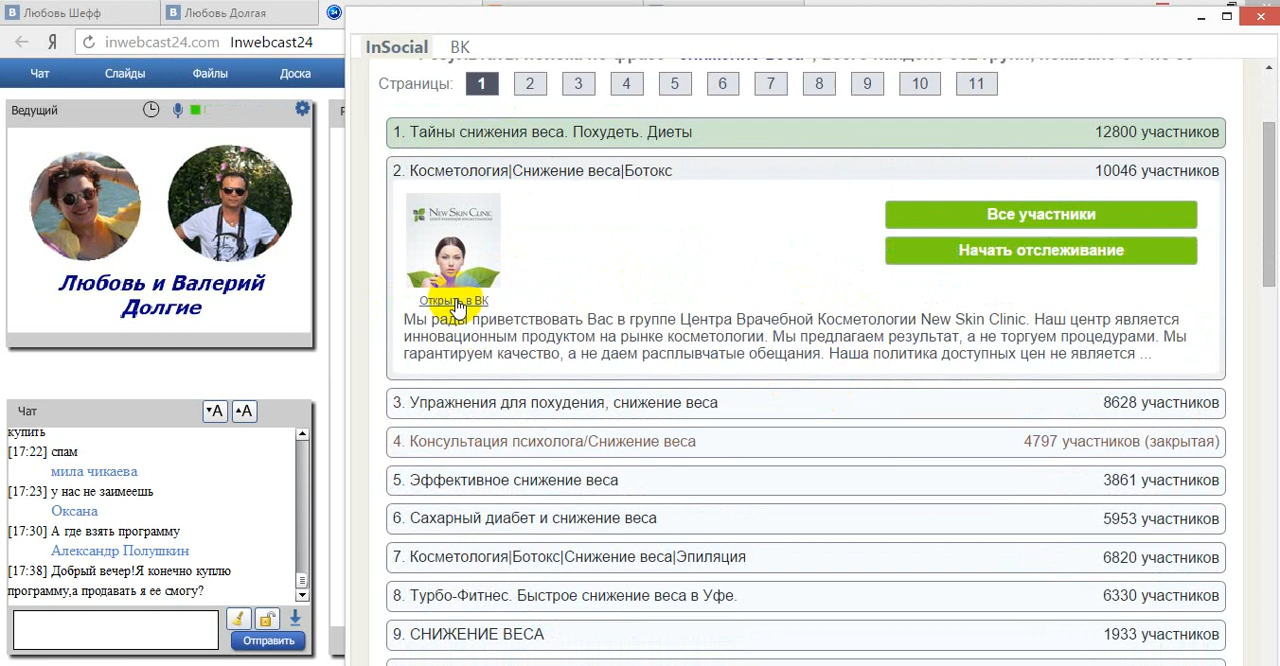 Любовь Шефф
Любовь Долгая
inwebcast24.com Inwebcast24
Чат Слайды Файлы Доска
Ведущий
Любовь и Валерий
Долгие
Чат
купить
[17:22] спам
мила чикаева
[17:23] у нас не заимеешь
Оксана
[17:30] А где взять программу
Александр Полушкин
[17:38] Добрый вечер!Я конечно куплю
программу,а продавать я ее смогу?
Отправить
InSocial ВК
Страницы: 1 2 3 4 5 6 7 8 9 10 11
1. Тайны снижения веса. Похудеть. Диеты 12800 участников
2. Косметология|Снижение веса|Ботокс 10046 участников
NEW SKIN CLINIC
Все участники
Начать отслеживание
Открыть в ВК
Мы рады приветствовать Вас в группе Центра Врачебной Косметологии New Skin Clinic. Наш центр является
инновационным продуктом на рынке косметологии. Мы предлагаем результат, а не торгуем процедурами. Мы
гарантируем качество, а не даем расплывчатые обещания. Наша политика доступных цен не является ...
3. Упражнения для похудения, снижение веса 8628 участников
4. Консультация психолога/Снижение веса 4797 участников (закрытая)
5. Эффективное снижение веса 3861 участников
6. Сахарный диабет и снижение веса 5953 участников
7. Косметология|Ботокс|Снижение веса|Эпиляция 6820 участников
8. Турбо-Фитнес. Быстрое снижение веса в Уфе. 6330 участников
9. СНИЖЕНИЕ ВЕСА 1933 участников